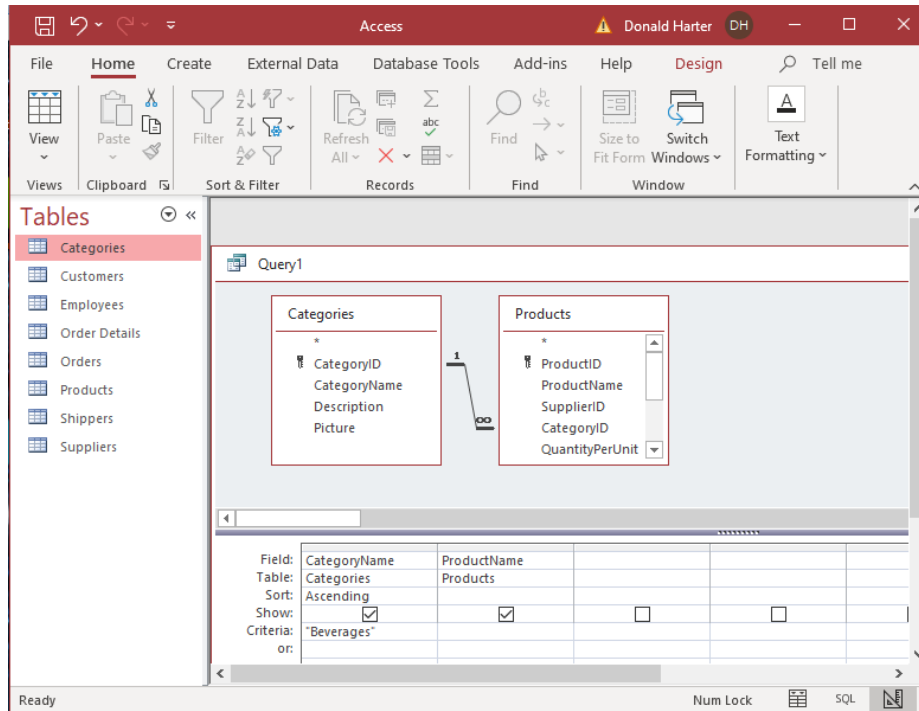 Access
Donald Harter DH
File Home Create External Data Database Tools Add-ins Help Design Tell me
View
Paste
Filter
Refresh All
abc
Find
Size to Fit Form
Switch Windows
Text Formatting
Views Clipboard Sort & Filter Records Find Window
Tables
Categories
Customers
Employees
Order Details
Orders
Products
Shippers
Suppliers
Query1
Categories
*
CategoryID
CategoryName
Description
Picture
1
∞
Products
*
ProductID
ProductName
SupplierID
CategoryID
QuantityPerUnit
Field: CategoryName ProductName
Table: Categories Products
Sort: Ascending
Show:
Criteria: "Beverages"
or:
Ready Num Lock SQL